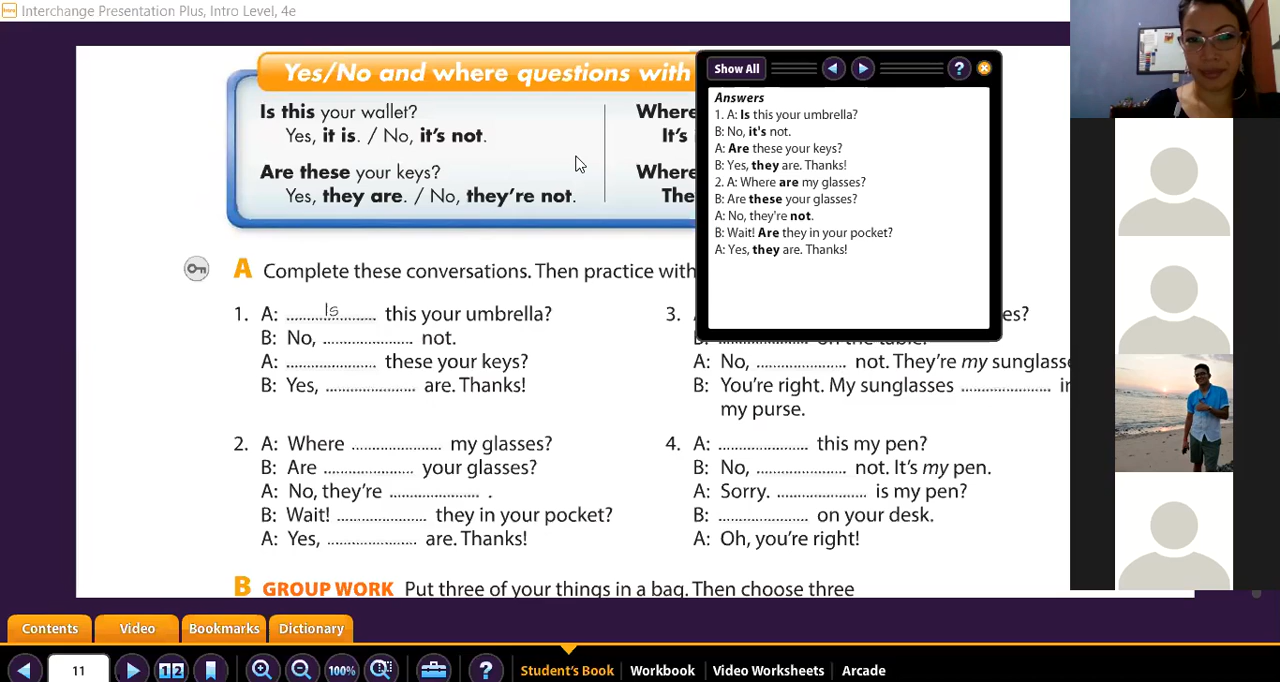 Interchange Presentation Plus, Intro Level, 4e
Yes/No and where questions with
Is this your wallet?
Yes, it is. / No, it's not.
Are these your keys?
Yes, they are. / No, they're not.
Where
It's
Where
The
Show All
?
Answers
1. A: Is this your umbrella?
B: No, it's not.
A: Are these your keys?
B: Yes, they are. Thanks!
2. A: Where are my glasses?
B: Are these your glasses?
A: No, they're not.
B: Wait! Are they in your pocket?
A: Yes, they are. Thanks!
A Complete these conversations. Then practice with
1. A: Is this your umbrella?
B: No, .................... not.
A: .................... these your keys?
B: Yes, .................... are. Thanks!
2. A: Where .................... my glasses?
B: Are .................... your glasses?
A: No, they're .................... .
B: Wait! .................... they in your pocket?
A: Yes, .................... are. Thanks!
3. es?
B: .................... on the table.
A: No, .................... not. They're my sunglasse
B: You're right. My sunglasses .................... in
my purse.
4. A: .................... this my pen?
B: No, .................... not. It's my pen.
A: Sorry. .................... is my pen?
B: .................... on your desk.
A: Oh, you're right!
B GROUP WORK Put three of your things in a bag. Then choose three
Contents Video Bookmarks Dictionary
11 12 100% ? Student's Book Workbook Video Worksheets Arcade